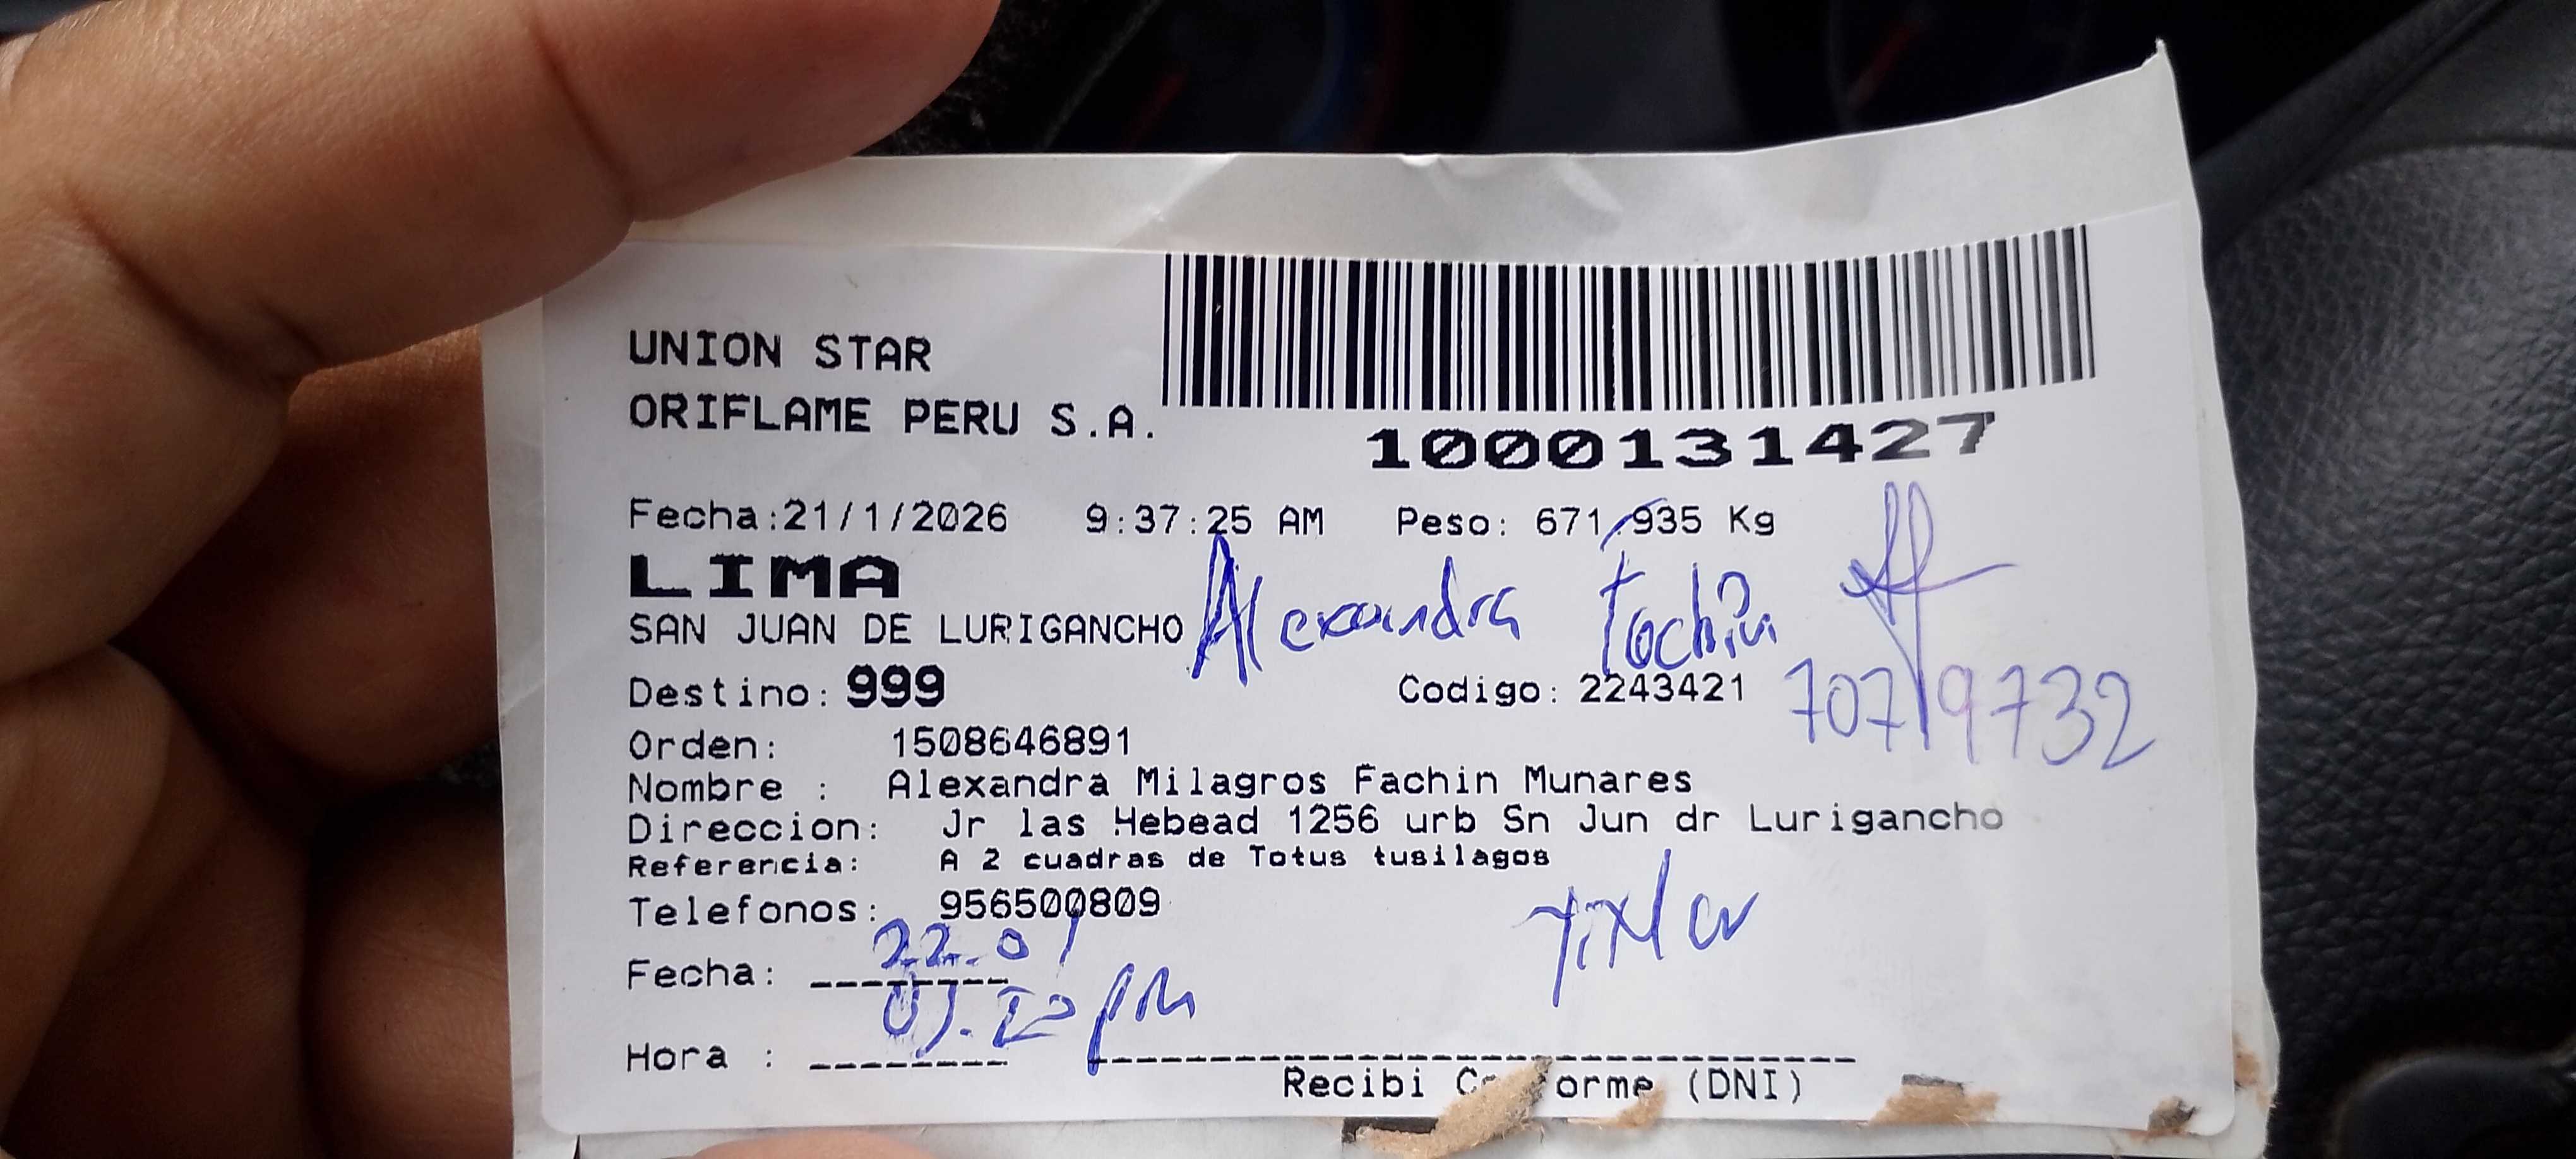 UNION STAR
ORIFLAME PERU S.A.
1000131427
Fecha:21/1/2026 9:37:25 AM Peso: 671,935 Kg
LIMA
SAN JUAN DE LURIGANCHO
Alexandra Fachin
Destino: 999 Codigo: 2243421
70719732
Orden: 1508646891
Nombre : Alexandra Milagros Fachin Munares
Direccion: Jr las Hebead 1256 urb Sn Jun dr Lurigancho
Referencia: A 2 cuadras de Totus tusilagos
Telefonos: 956500809
Fecha: 22.01
Hora : pm
Recibi (DNI)